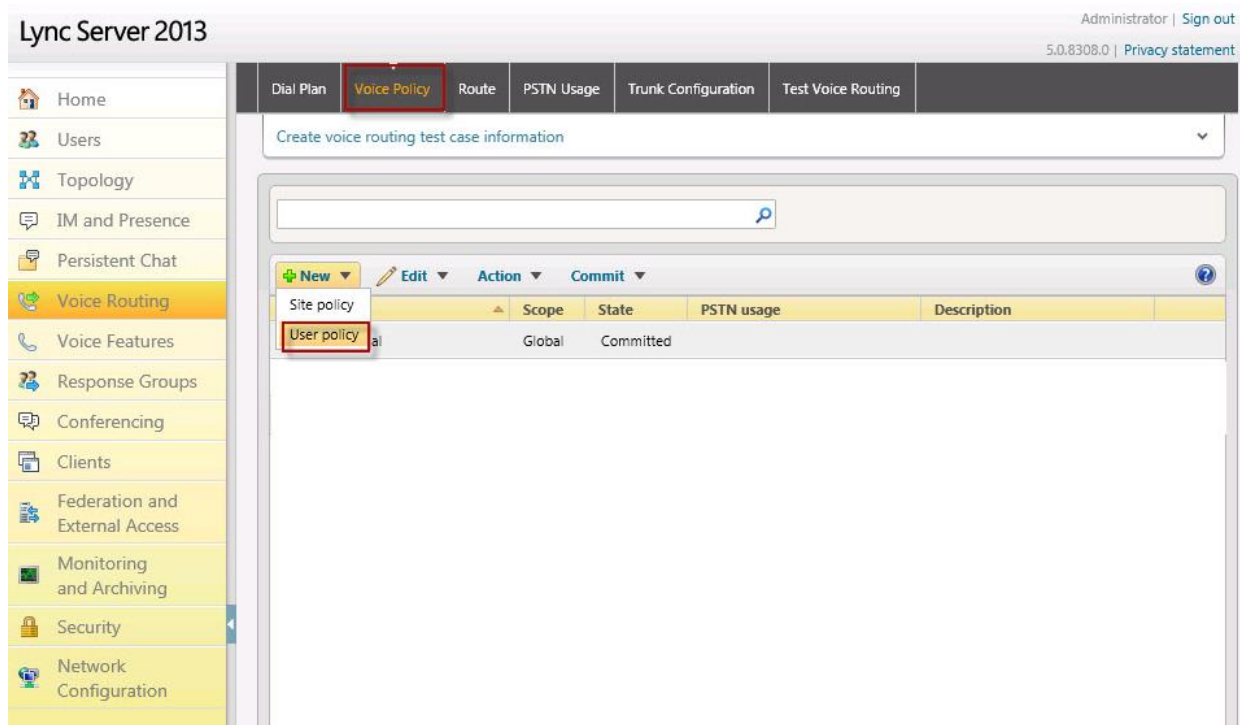 Lync Server 2013
Administrator | Sign out
5.0.8308.0 | Privacy statement
Home
Users
Topology
IM and Presence
Persistent Chat
Voice Routing
Voice Features
Response Groups
Conferencing
Clients
Federation and
External Access
Monitoring
and Archiving
Security
Network
Configuration
Dial Plan Voice Policy Route PSTN Usage Trunk Configuration Test Voice Routing
Create voice routing test case information
New Edit Action Commit
Site policy
User policy
Scope State PSTN usage Description
al Global Committed